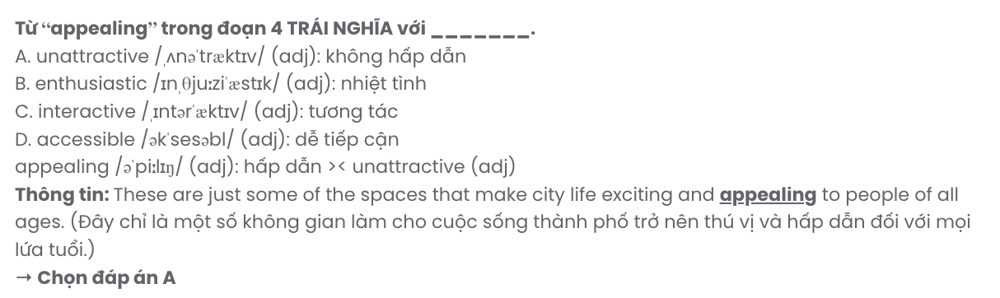 Từ “appealing” trong đoạn 4 TRÁI NGHĨA với _______.
A. unattractive /ˌʌnəˈtræktɪv/ (adj): không hấp dẫn
B. enthusiastic /ɪnˌθjuːziˈæstɪk/ (adj): nhiệt tình
C. interactive /ˌɪntərˈæktɪv/ (adj): tương tác
D. accessible /əkˈsesəbl/ (adj): dễ tiếp cận
appealing /əˈpiːlɪŋ/ (adj): hấp dẫn >< unattractive (adj)
Thông tin: These are just some of the spaces that make city life exciting and appealing to people of all
ages. (Đây chỉ là một số không gian làm cho cuộc sống thành phố trở nên thú vị và hấp dẫn đối với mọi
lứa tuổi.)
→ Chọn đáp án A